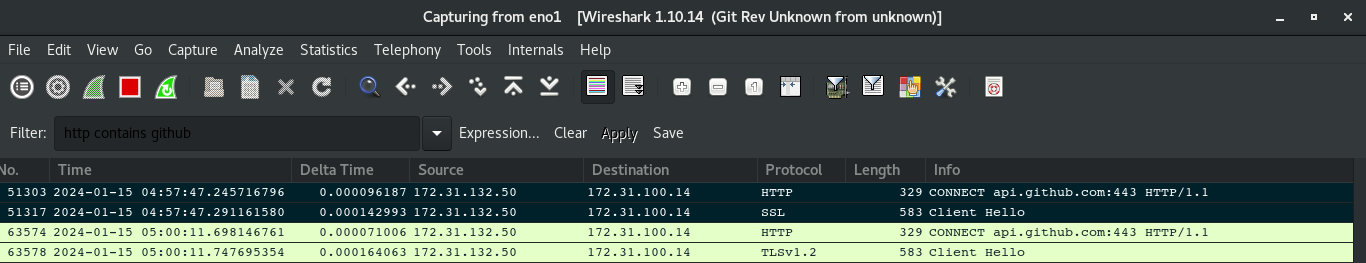 Capturing from eno1 [Wireshark 1.10.14 (Git Rev Unknown from unknown)]
File Edit View Go Capture Analyze Statistics Telephony Tools Internals Help
Filter: http contains github Expression... Clear Apply Save
No. Time Delta Time Source Destination Protocol Length Info
51303 2024-01-15 04:57:47.245716796 0.000096187 172.31.132.50 172.31.100.14 HTTP 329 CONNECT api.github.com:443 HTTP/1.1
51317 2024-01-15 04:57:47.291161580 0.000142993 172.31.132.50 172.31.100.14 SSL 583 Client Hello
63574 2024-01-15 05:00:11.698146761 0.000071006 172.31.132.50 172.31.100.14 HTTP 329 CONNECT api.github.com:443 HTTP/1.1
63578 2024-01-15 05:00:11.747695354 0.000164063 172.31.132.50 172.31.100.14 TLSv1.2 583 Client Hello